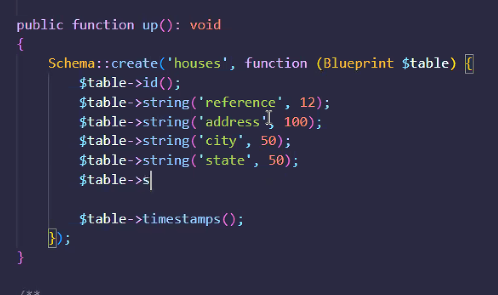 public function up(): void
{
    Schema::create('houses', function (Blueprint $table) {
        $table->id();
        $table->string('reference', 12);
        $table->string('address', 100);
        $table->string('city', 50);
        $table->string('state', 50);
        $table->s
        $table->timestamps();
    });
}
/**